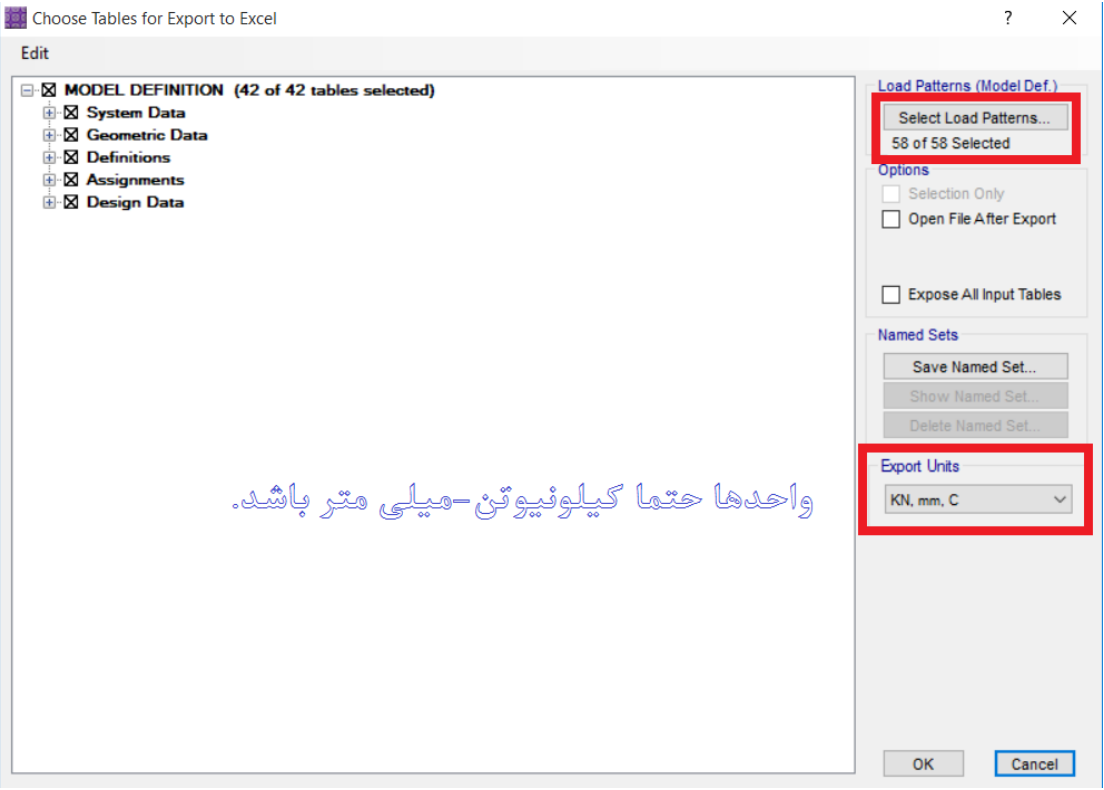 Choose Tables for Export to Excel
Edit
MODEL DEFINITION (42 of 42 tables selected)
System Data
Geometric Data
Definitions
Assignments
Design Data
واحدها حتما کیلونیوتن-میلی متر باشد.
Load Patterns (Model Def.)
Select Load Patterns...
58 of 58 Selected
Options
Selection Only
Open File After Export
Expose All Input Tables
Named Sets
Save Named Set...
Show Named Set...
Delete Named Set...
Export Units
KN, mm, C
OK
Cancel